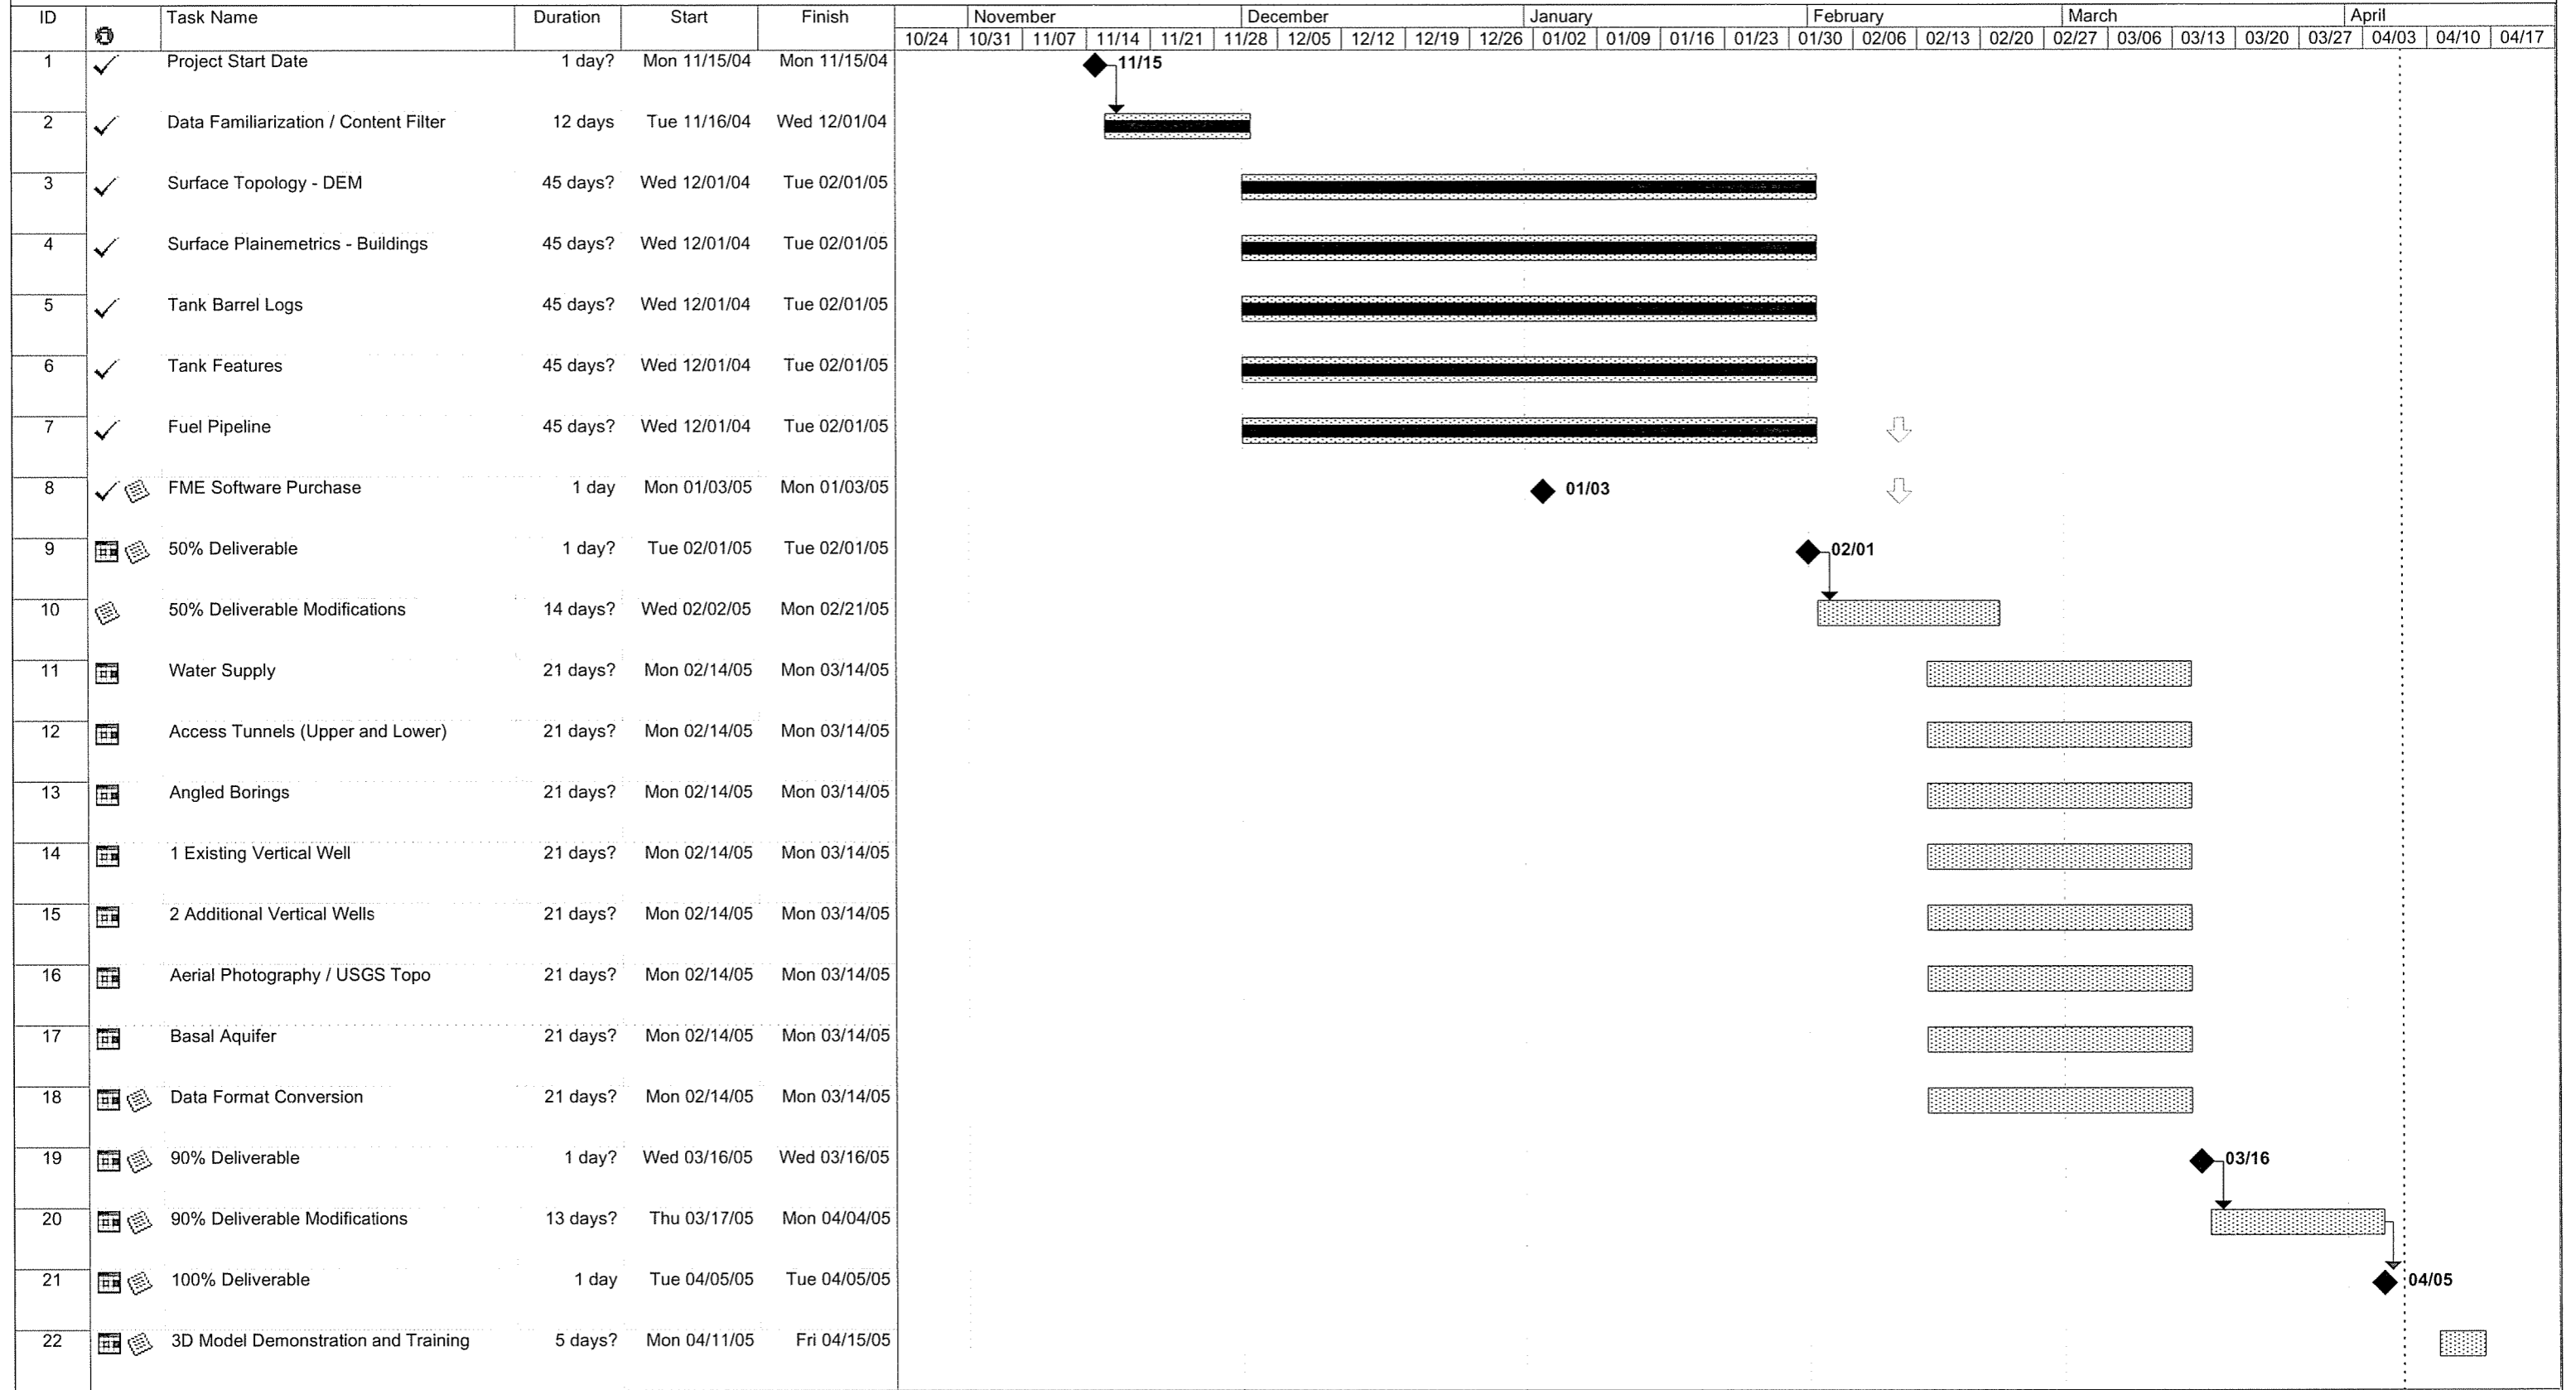 ID Task Name Duration Start Finish November December January February March April
10/24 10/31 11/07 11/14 11/21 11/28 12/05 12/12 12/19 12/26 01/02 01/09 01/16 01/23 01/30 02/06 02/13 02/20 02/27 03/06 03/13 03/20 03/27 04/03 04/10 04/17
1 Project Start Date 1 day? Mon 11/15/04 Mon 11/15/04 11/15
2 Data Familiarization / Content Filter 12 days Tue 11/16/04 Wed 12/01/04
3 Surface Topology - DEM 45 days? Wed 12/01/04 Tue 02/01/05
4 Surface Plainemetrics - Buildings 45 days? Wed 12/01/04 Tue 02/01/05
5 Tank Barrel Logs 45 days? Wed 12/01/04 Tue 02/01/05
6 Tank Features 45 days? Wed 12/01/04 Tue 02/01/05
7 Fuel Pipeline 45 days? Wed 12/01/04 Tue 02/01/05
8 FME Software Purchase 1 day Mon 01/03/05 Mon 01/03/05 01/03
9 50% Deliverable 1 day? Tue 02/01/05 Tue 02/01/05 02/01
10 50% Deliverable Modifications 14 days? Wed 02/02/05 Mon 02/21/05
11 Water Supply 21 days? Mon 02/14/05 Mon 03/14/05
12 Access Tunnels (Upper and Lower) 21 days? Mon 02/14/05 Mon 03/14/05
13 Angled Borings 21 days? Mon 02/14/05 Mon 03/14/05
14 1 Existing Vertical Well 21 days? Mon 02/14/05 Mon 03/14/05
15 2 Additional Vertical Wells 21 days? Mon 02/14/05 Mon 03/14/05
16 Aerial Photography / USGS Topo 21 days? Mon 02/14/05 Mon 03/14/05
17 Basal Aquifer 21 days? Mon 02/14/05 Mon 03/14/05
18 Data Format Conversion 21 days? Mon 02/14/05 Mon 03/14/05
19 90% Deliverable 1 day? Wed 03/16/05 Wed 03/16/05 03/16
20 90% Deliverable Modifications 13 days? Thu 03/17/05 Mon 04/04/05
21 100% Deliverable 1 day Tue 04/05/05 Tue 04/05/05 04/05
22 3D Model Demonstration and Training 5 days? Mon 04/11/05 Fri 04/15/05